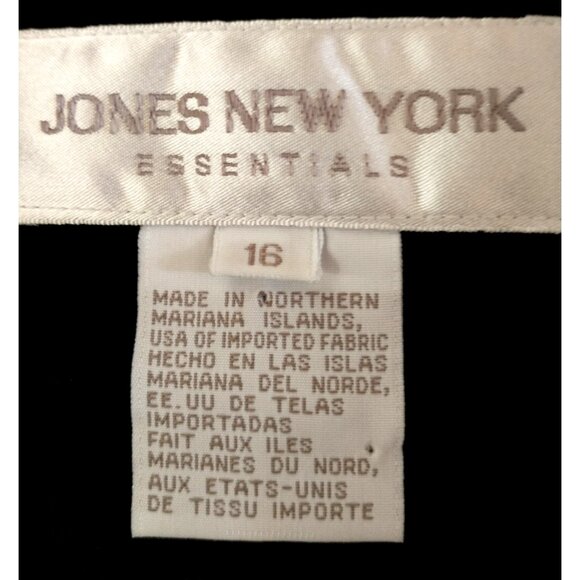 JONES NEW YORK
ESSENTIALS
16
MADE IN NORTHERN
MARIANA ISLANDS,
USA OF IMPORTED FABRIC
HECHO EN LAS ISLAS
MARIANA DEL NORDE,
EE.UU DE TELAS
IMPORTADAS
FAIT AUX ILES
MARIANES DU NORD,
AUX ETATS-UNIS
DE TISSU IMPORTE